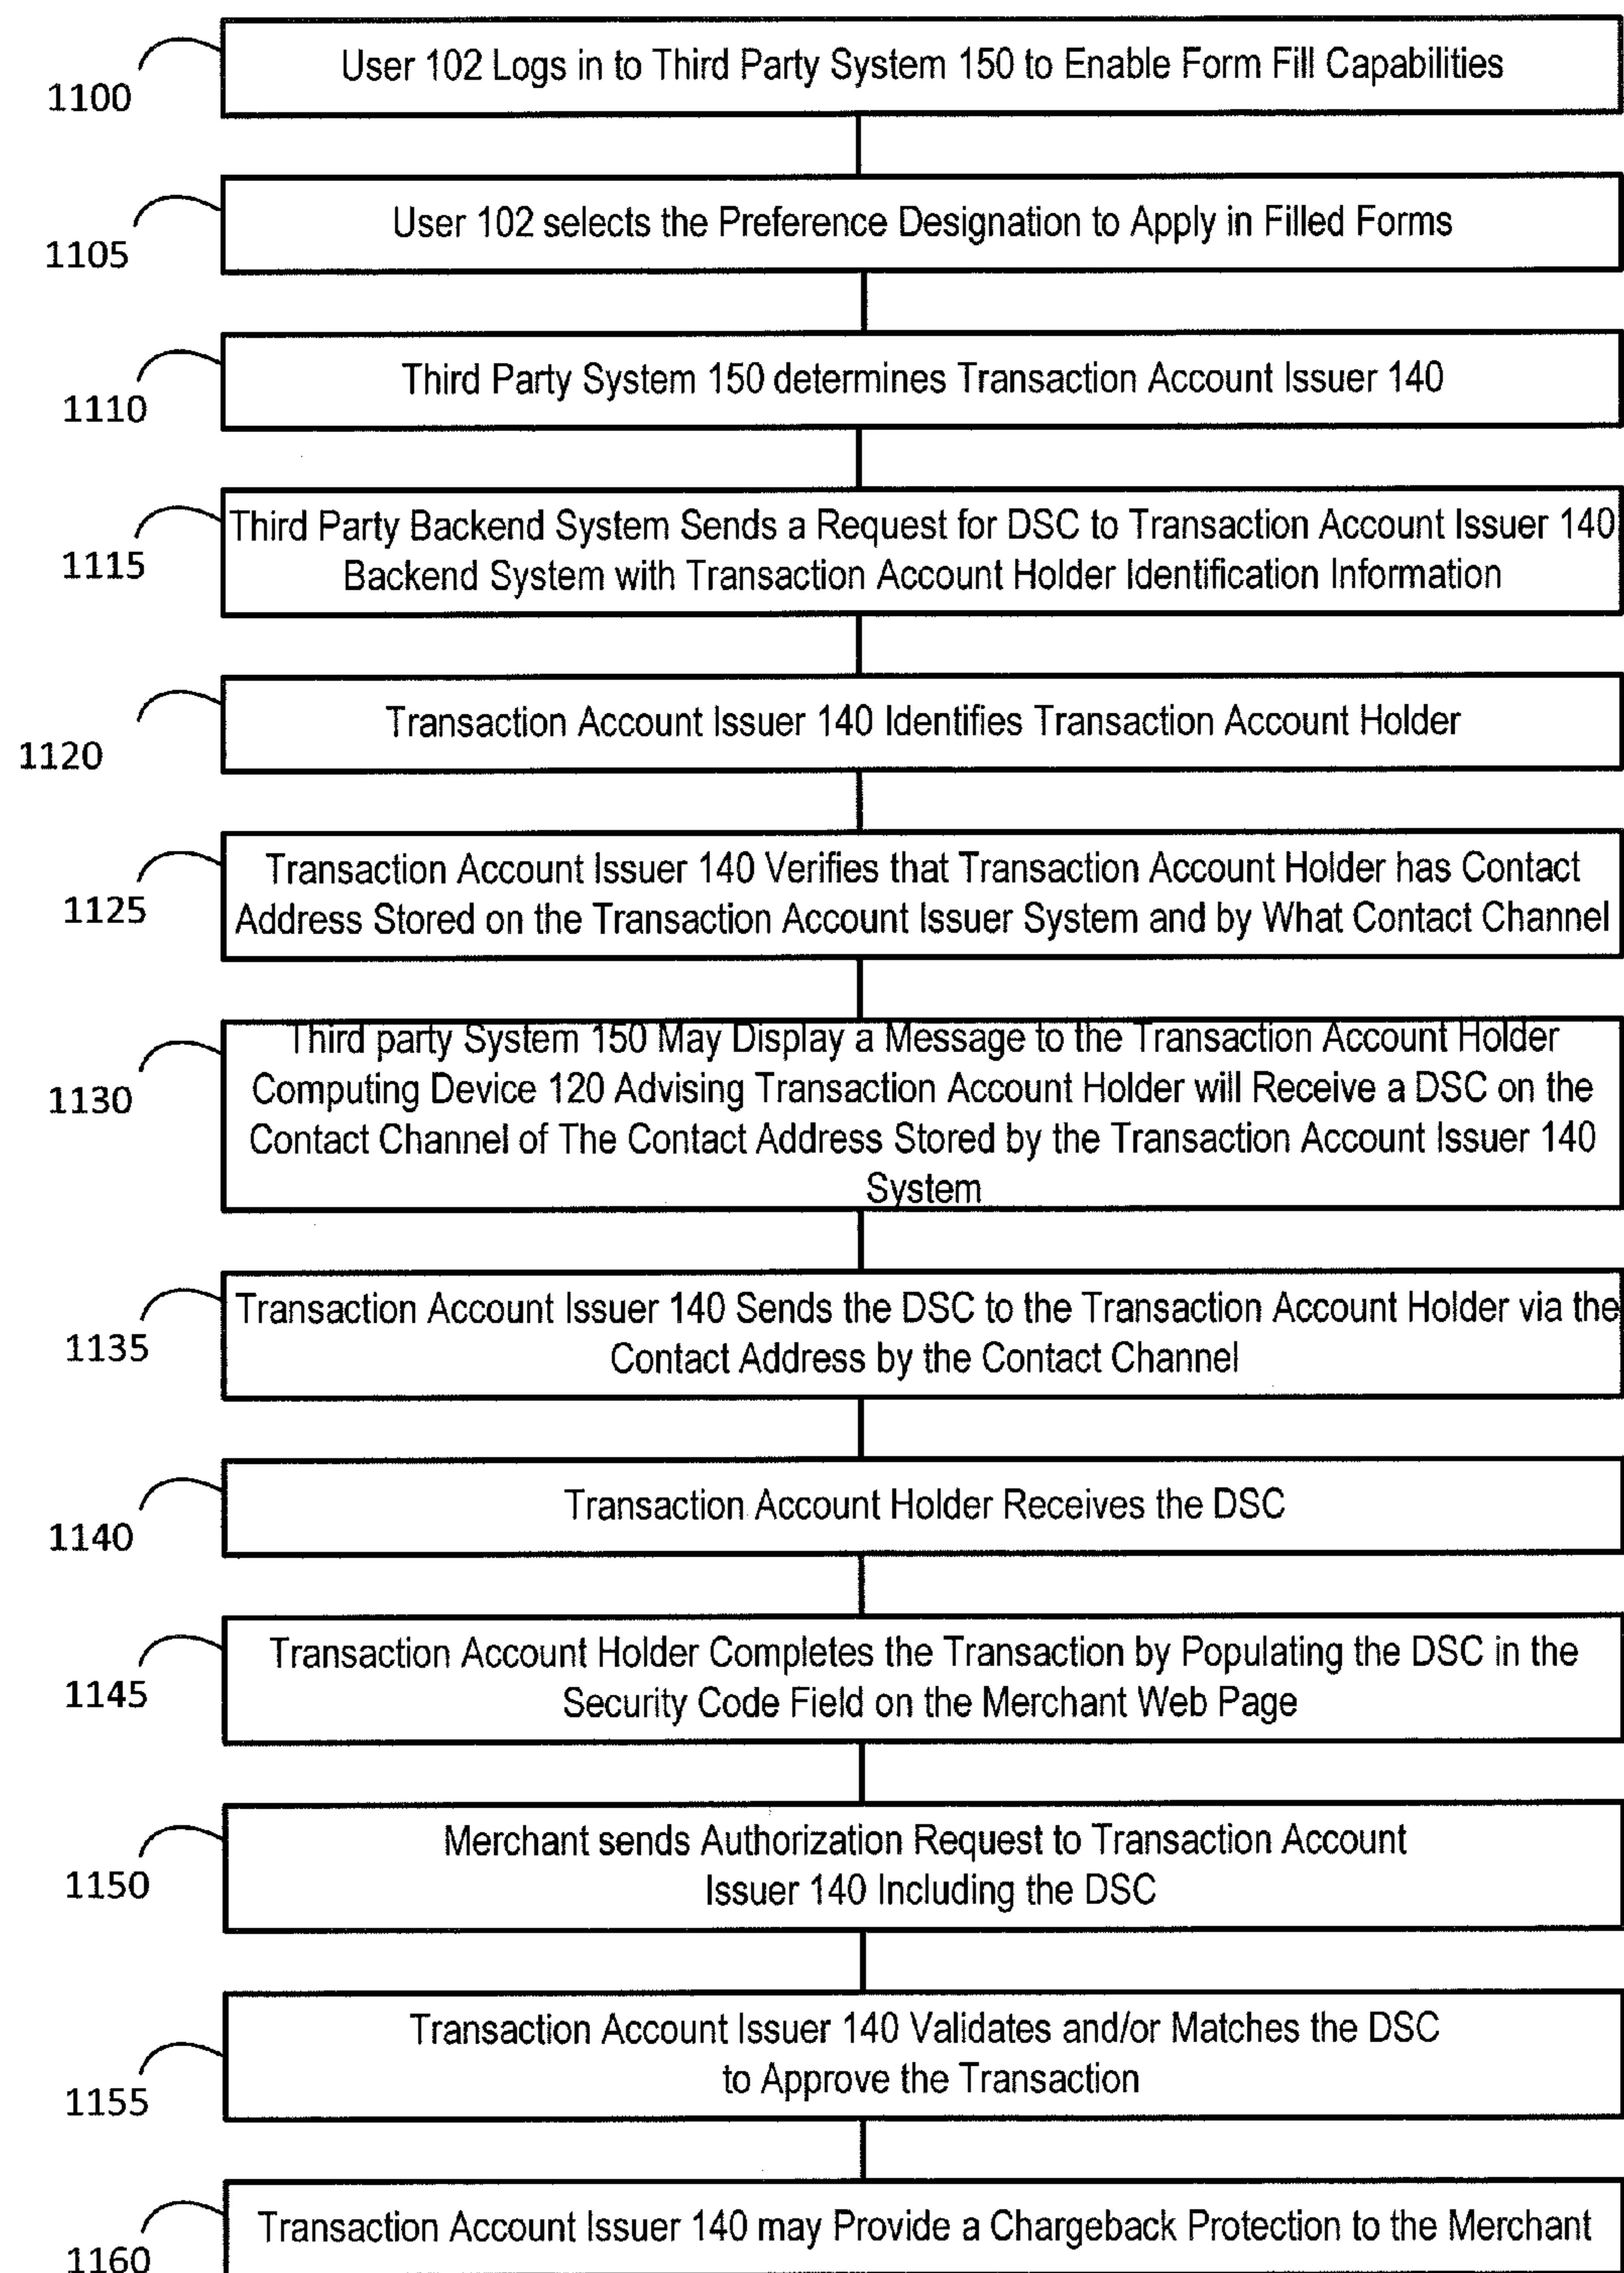 User 102 Logs in to Third Party System 150 to Enable Form Fill Capabilities
1100
User 102 selects the Preference Designation to Apply in Filled Forms
1105
Third Party System 150 determines Transaction Account Issuer 140
1110
Third Party Backend System Sends a Request for DSC to Transaction Account Issuer 140
Backend System with Transaction Account Holder Identification Information
1115
Transaction Account Issuer 140 Identifies Transaction Account Holder
1120
Transaction Account Issuer 140 Verifies that Transaction Account Holder has Contact
Address Stored on the Transaction Account Issuer System and by What Contact Channel
1125
Third party System 150 May Display a Message to the Transaction Account Holder
Computing Device 120 Advising Transaction Account Holder will Receive a DSC on the
Contact Channel of The Contact Address Stored by the Transaction Account Issuer 140
System
1130
Transaction Account Issuer 140 Sends the DSC to the Transaction Account Holder via the
Contact Address by the Contact Channel
1135
Transaction Account Holder Receives the DSC
1140
Transaction Account Holder Completes the Transaction by Populating the DSC in the
Security Code Field on the Merchant Web Page
1145
Merchant sends Authorization Request to Transaction Account
Issuer 140 Including the DSC
1150
Transaction Account Issuer 140 Validates and/or Matches the DSC
to Approve the Transaction
1155
Transaction Account Issuer 140 may Provide a Chargeback Protection to the Merchant
1160